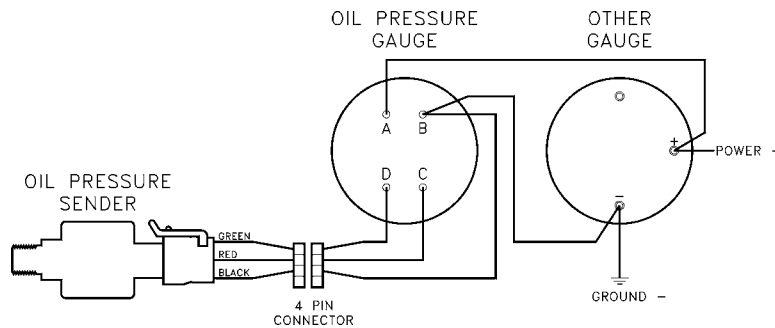 OIL PRESSURE
GAUGE
OTHER
GAUGE
A
B
+
POWER -
D
C
OIL PRESSURE
SENDER
-
GREEN
RED
BLACK
GROUND -
4 PIN
CONNECTOR